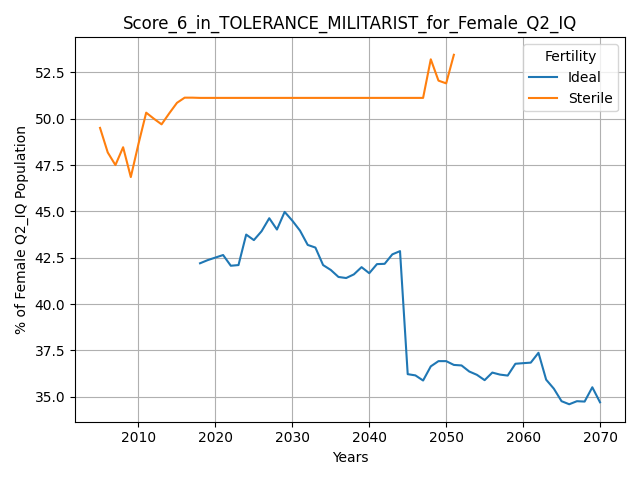 Score_6_in_TOLERANCE_MILITARIST_for_Female_Q2_IQ
Fertility
Ideal
Sterile
% of Female Q2_IQ Population
52.5
50.0
47.5
45.0
42.5
40.0
37.5
35.0
2010 2020 2030 2040 2050 2060 2070
Years